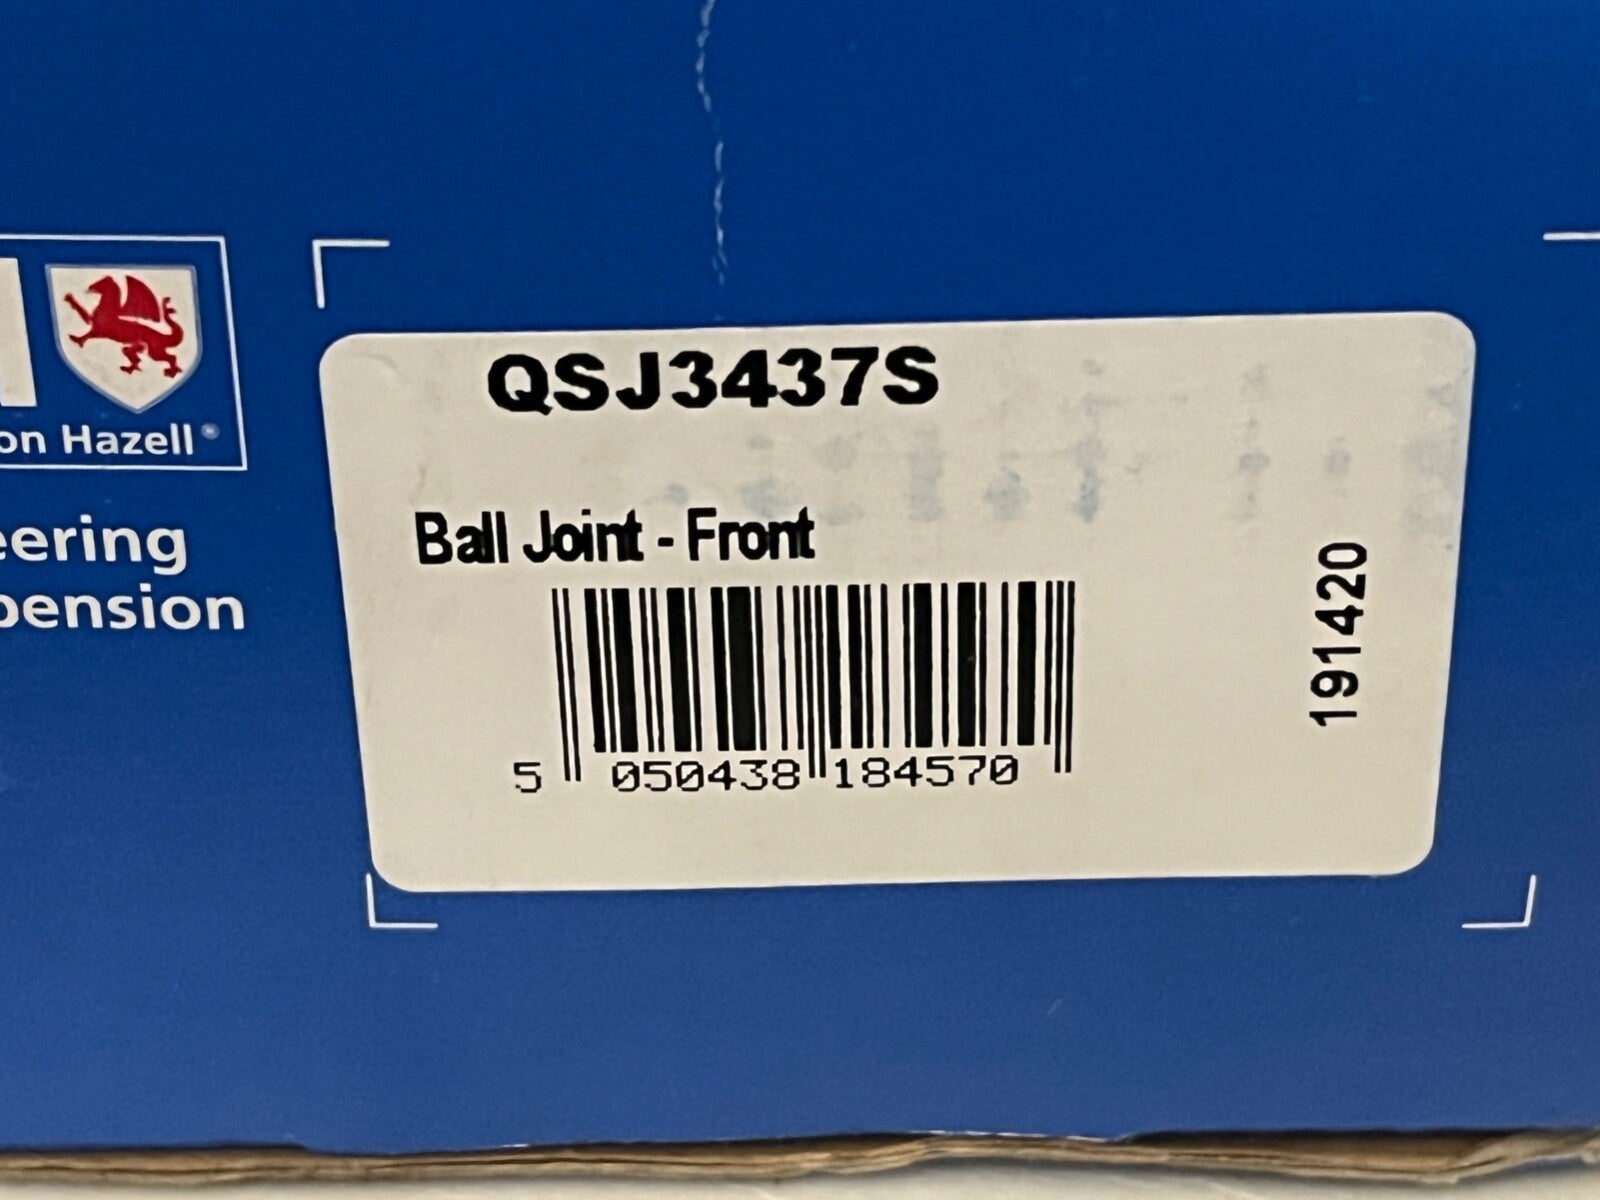 on Hazell®
eering
pension
QSJ3437S
Ball Joint - Front
5 050438 184570
191420